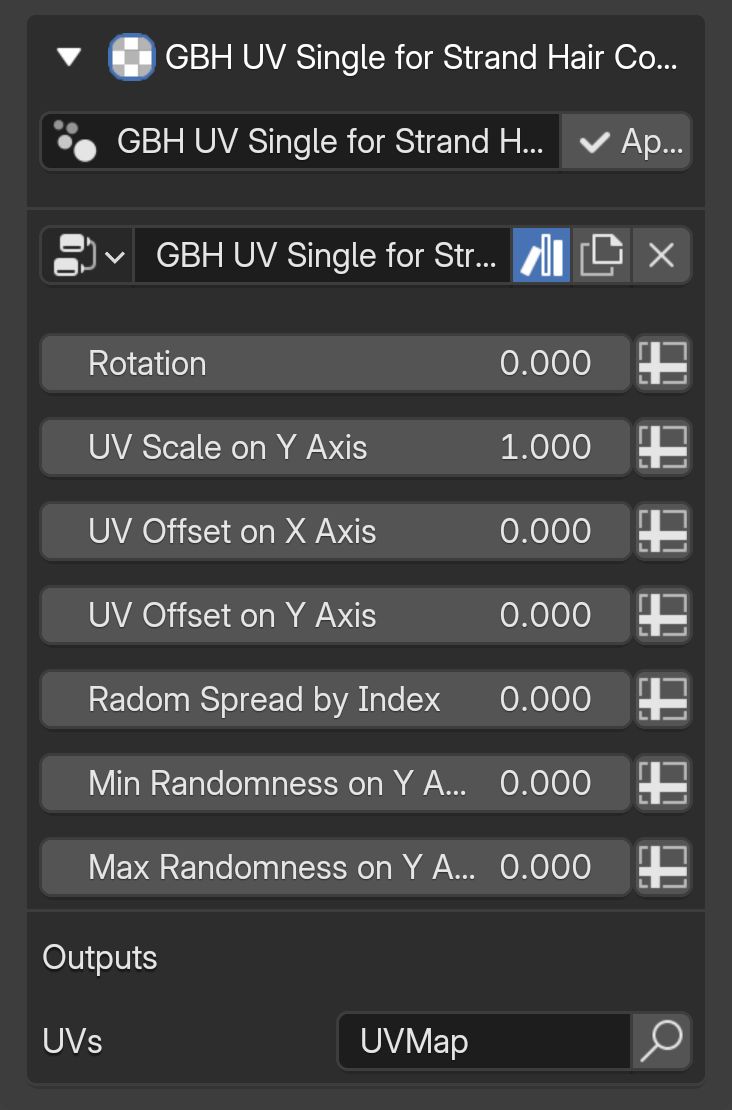 GBH UV Single for Strand Hair Co...
GBH UV Single for Strand H... Ap...
GBH UV Single for Str...
Rotation 0.000
UV Scale on Y Axis 1.000
UV Offset on X Axis 0.000
UV Offset on Y Axis 0.000
Radom Spread by Index 0.000
Min Randomness on Y A... 0.000
Max Randomness on Y A... 0.000
Outputs
UVs UVMap